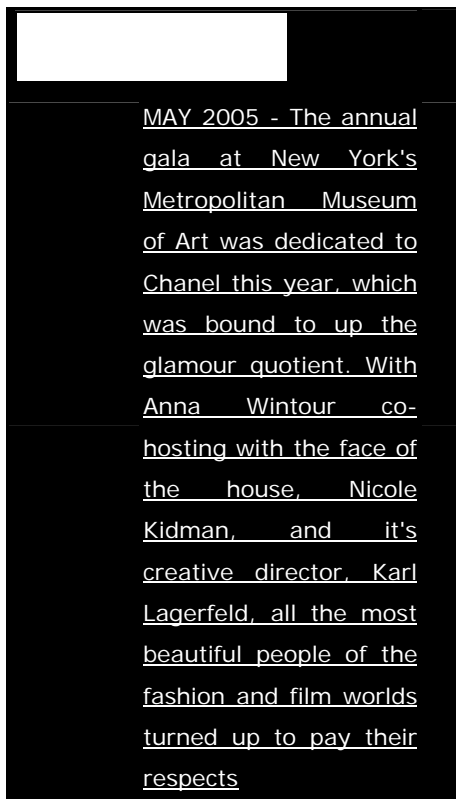 MAY 2005 - The annual
gala at New York's
Metropolitan Museum
of Art was dedicated to
Chanel this year, which
was bound to up the
glamour quotient. With
Anna Wintour co-
hosting with the face of
the house, Nicole
Kidman, and it's
creative director, Karl
Lagerfeld, all the most
beautiful people of the
fashion and film worlds
turned up to pay their
respects